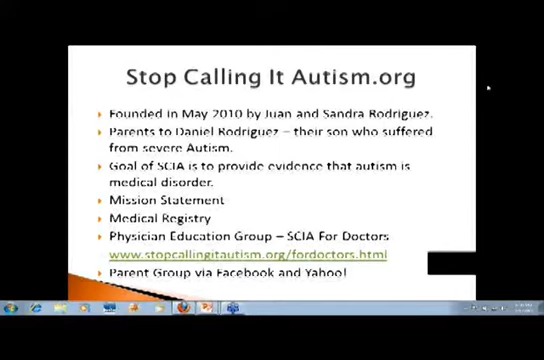 Stop Calling It Autism.org
Founded in May 2010 by Juan and Sandra Rodriguez.
Parents to Daniel Rodriguez – their son who suffered
from severe Autism.
Goal of SCIA is to provide evidence that autism is
medical disorder.
Mission Statement
Medical Registry
Physician Education Group – SCIA For Doctors
www.stopcallingitautism.org/fordoctors.html
Parent Group via Facebook and Yahoo!